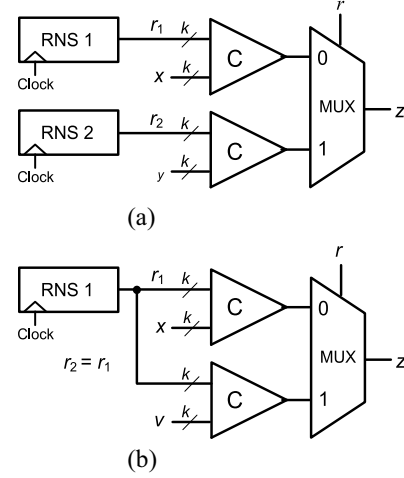 r
RNS 1
r1
k
C
0
Clock
x
k
MUX
z
RNS 2
r2
k
C
1
Clock
y
k
(a)
r
RNS 1
r1
k
C
0
Clock
x
k
r2 = r1
MUX
z
k
C
1
v
k
(b)